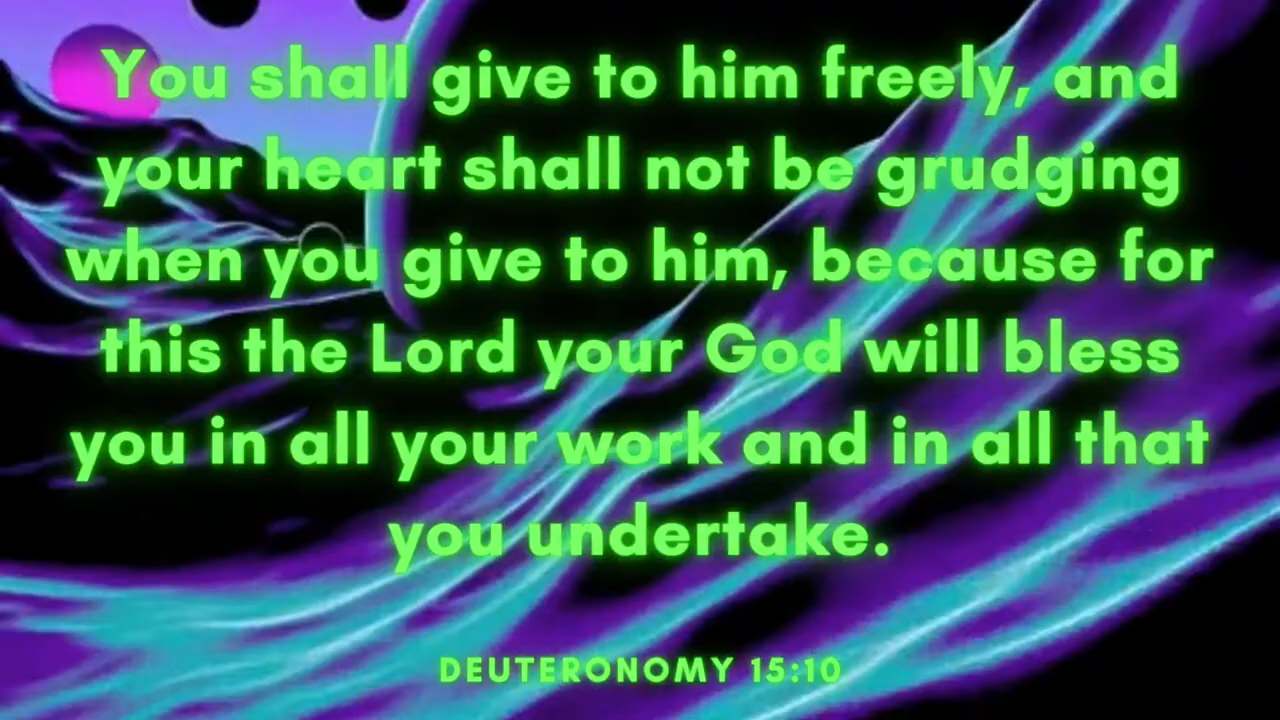 You shall give to him freely, and
your heart shall not be grudging
when you give to him, because for
this the Lord your God will bless
you in all your work and in all that
you undertake.
DEUTERONOMY 15:10